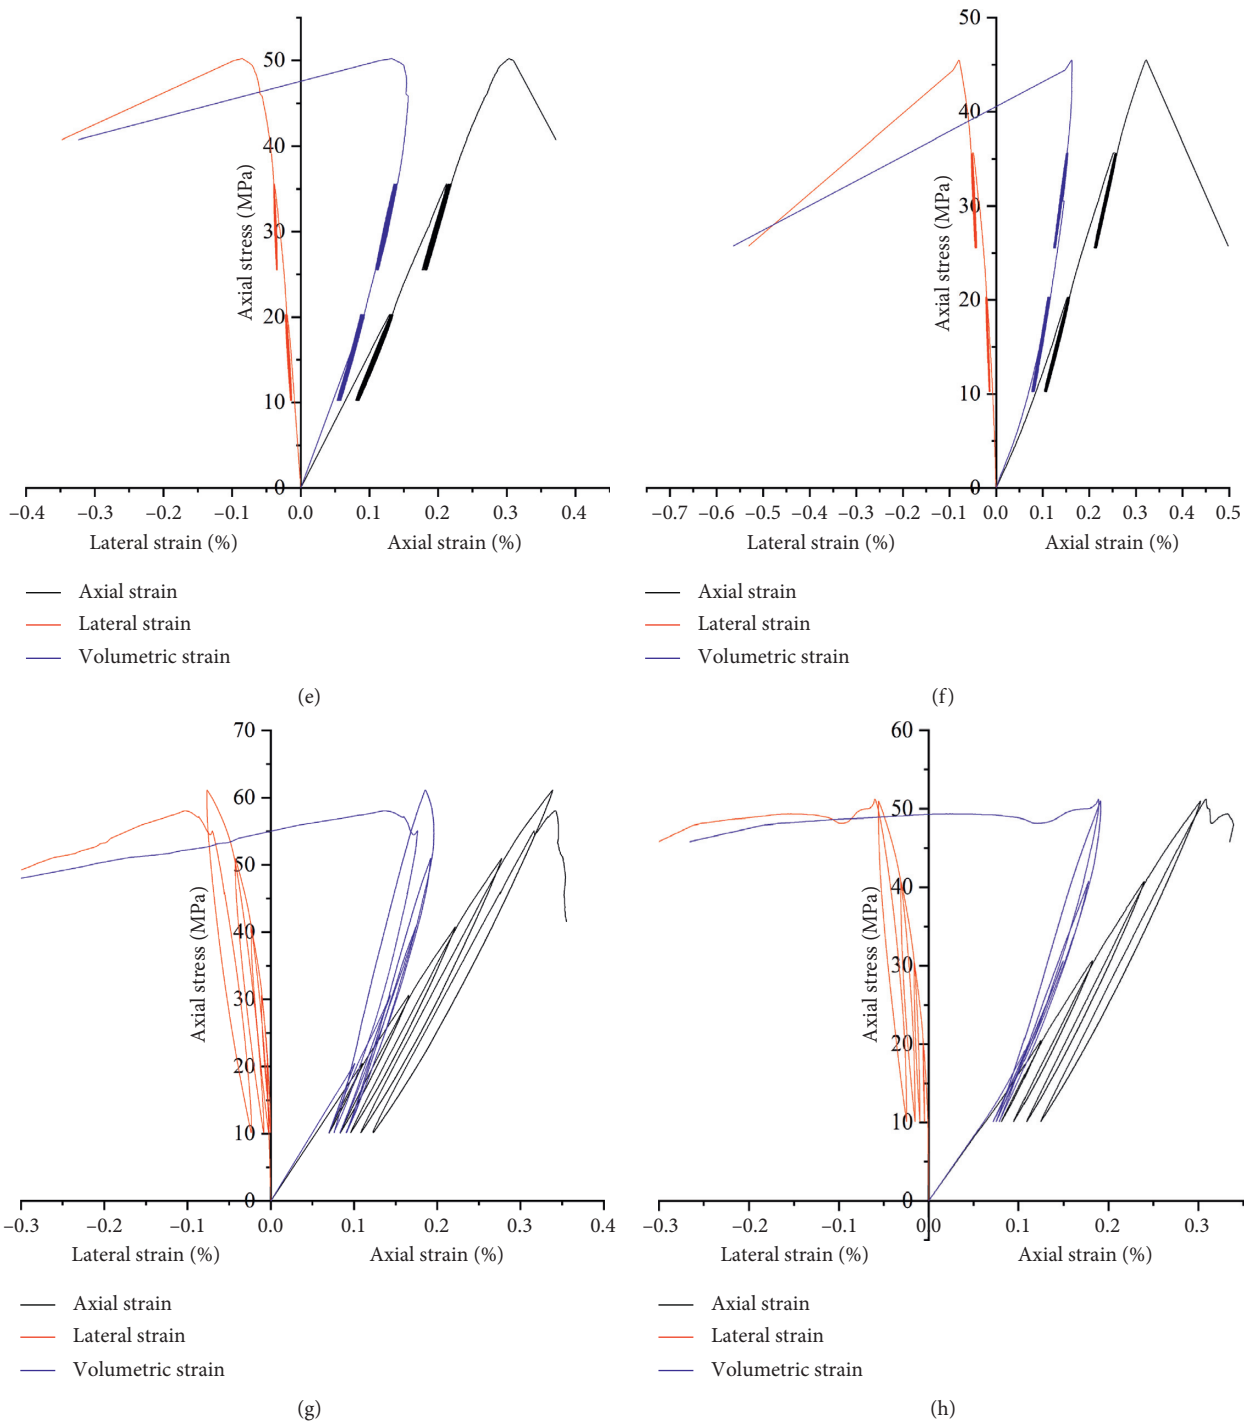 50
40
30
20
10
0
Axial stress (MPa)
−0.4 −0.3 −0.2 −0.1 0.0 0.1 0.2 0.3 0.4
Lateral strain (%) Axial strain (%)
Axial strain
Lateral strain
Volumetric strain
(e)
50
40
30
20
10
0
Axial stress (MPa)
−0.7 −0.6 −0.5 −0.4 −0.3 −0.2 −0.1 0.0 0.1 0.2 0.3 0.4 0.5
Lateral strain (%) Axial strain (%)
Axial strain
Lateral strain
Volumetric strain
(f)
70
60
50
40
30
20
10
0
Axial stress (MPa)
−0.3 −0.2 −0.1 0.0 0.1 0.2 0.3 0.4
Lateral strain (%) Axial strain (%)
Axial strain
Lateral strain
Volumetric strain
(g)
60
50
40
30
20
10
0
Axial stress (MPa)
−0.3 −0.2 −0.1 0.0 0.1 0.2 0.3
Lateral strain (%) Axial strain (%)
Axial strain
Lateral strain
Volumetric strain
(h)